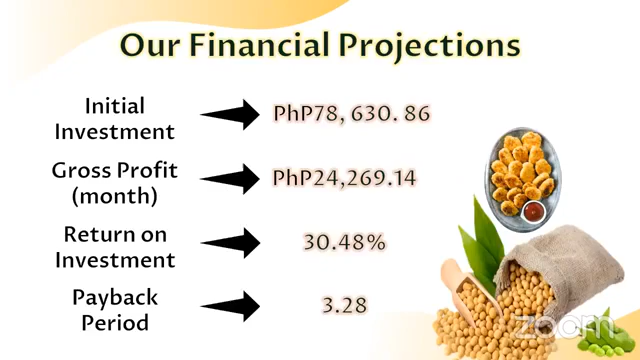 Our Financial Projections
Initial
Investment
PhP78, 630. 86
Gross Profit
(month)
PhP24,269.14
Return on
Investment
30.48%
Payback
Period
3.28
zoom